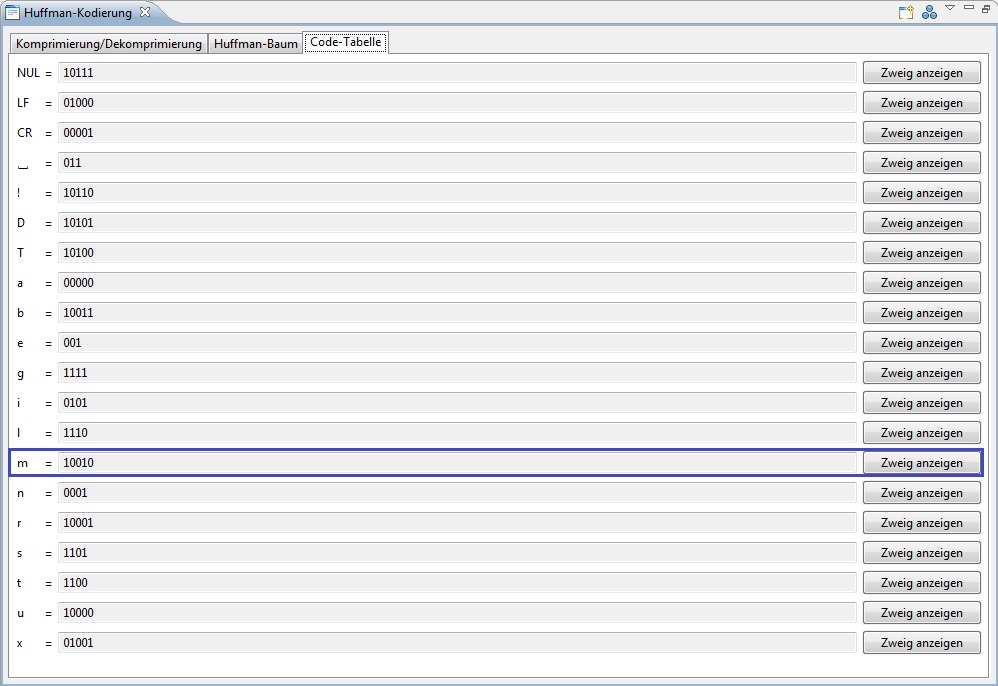 Huffman-Kodierung
Komprimierung/Dekomprimierung Huffman-Baum Code-Tabelle
NUL = 10111 Zweig anzeigen
LF = 01000 Zweig anzeigen
CR = 00001 Zweig anzeigen
⎵ = 011 Zweig anzeigen
! = 10110 Zweig anzeigen
D = 10101 Zweig anzeigen
T = 10100 Zweig anzeigen
a = 00000 Zweig anzeigen
b = 10011 Zweig anzeigen
e = 001 Zweig anzeigen
g = 1111 Zweig anzeigen
i = 0101 Zweig anzeigen
l = 1110 Zweig anzeigen
m = 10010 Zweig anzeigen
n = 0001 Zweig anzeigen
r = 10001 Zweig anzeigen
s = 1101 Zweig anzeigen
t = 1100 Zweig anzeigen
u = 10000 Zweig anzeigen
x = 01001 Zweig anzeigen